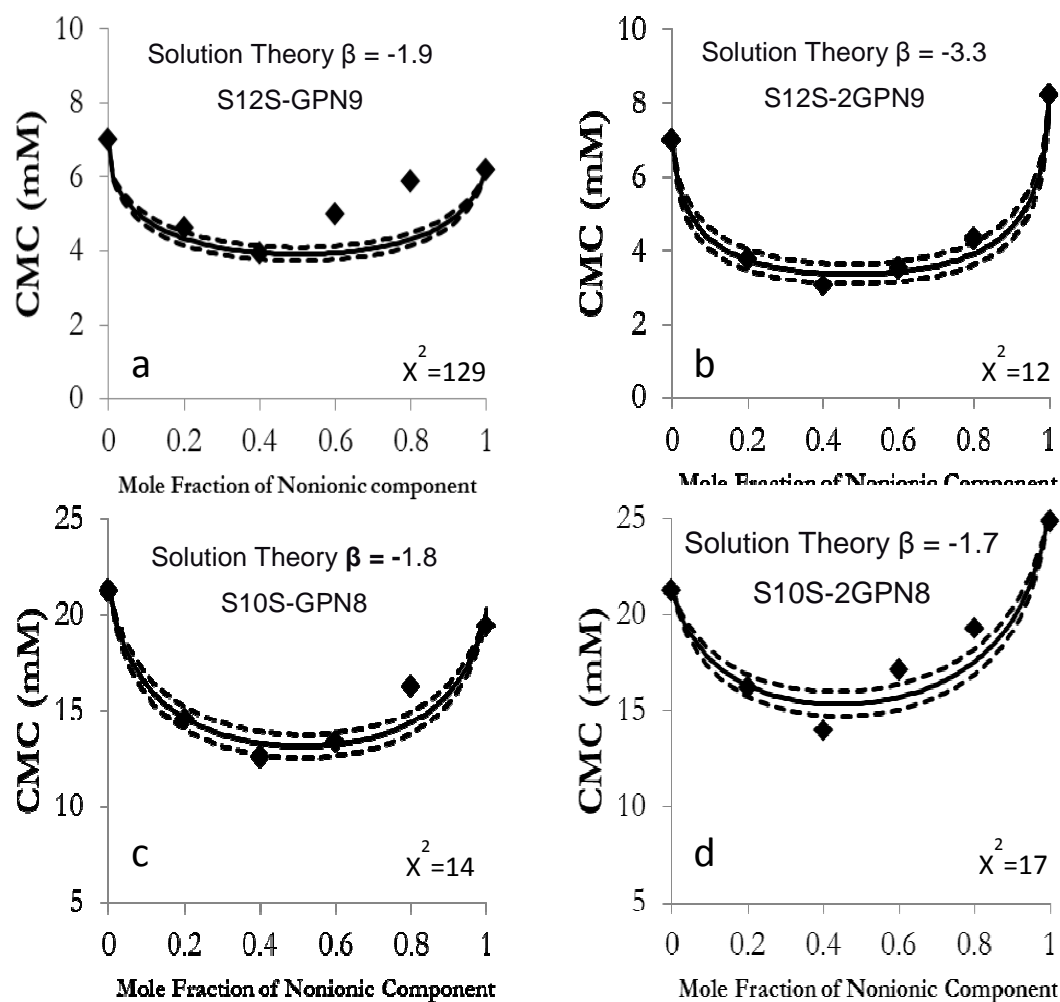 10
8
6
4
2
0
CMC (mM)
Solution Theory β = -1.9
S12S-GPN9
a
X²=129
0 0.2 0.4 0.6 0.8 1
Mole Fraction of Nonionic component
10
8
6
4
2
0
CMC (mM)
Solution Theory β = -3.3
S12S-2GPN9
b
X²=12
0 0.2 0.4 0.6 0.8 1
Mole Fraction of Nonionic Component
25
20
15
10
5
CMC (mM)
Solution Theory β = -1.8
S10S-GPN8
c
X²=14
0 0.2 0.4 0.6 0.8 1
Mole Fraction of Nonionic Component
25
20
15
10
5
CMC (mM)
Solution Theory β = -1.7
S10S-2GPN8
d
X²=17
0 0.2 0.4 0.6 0.8 1
Mole Fraction of Nonionic Component